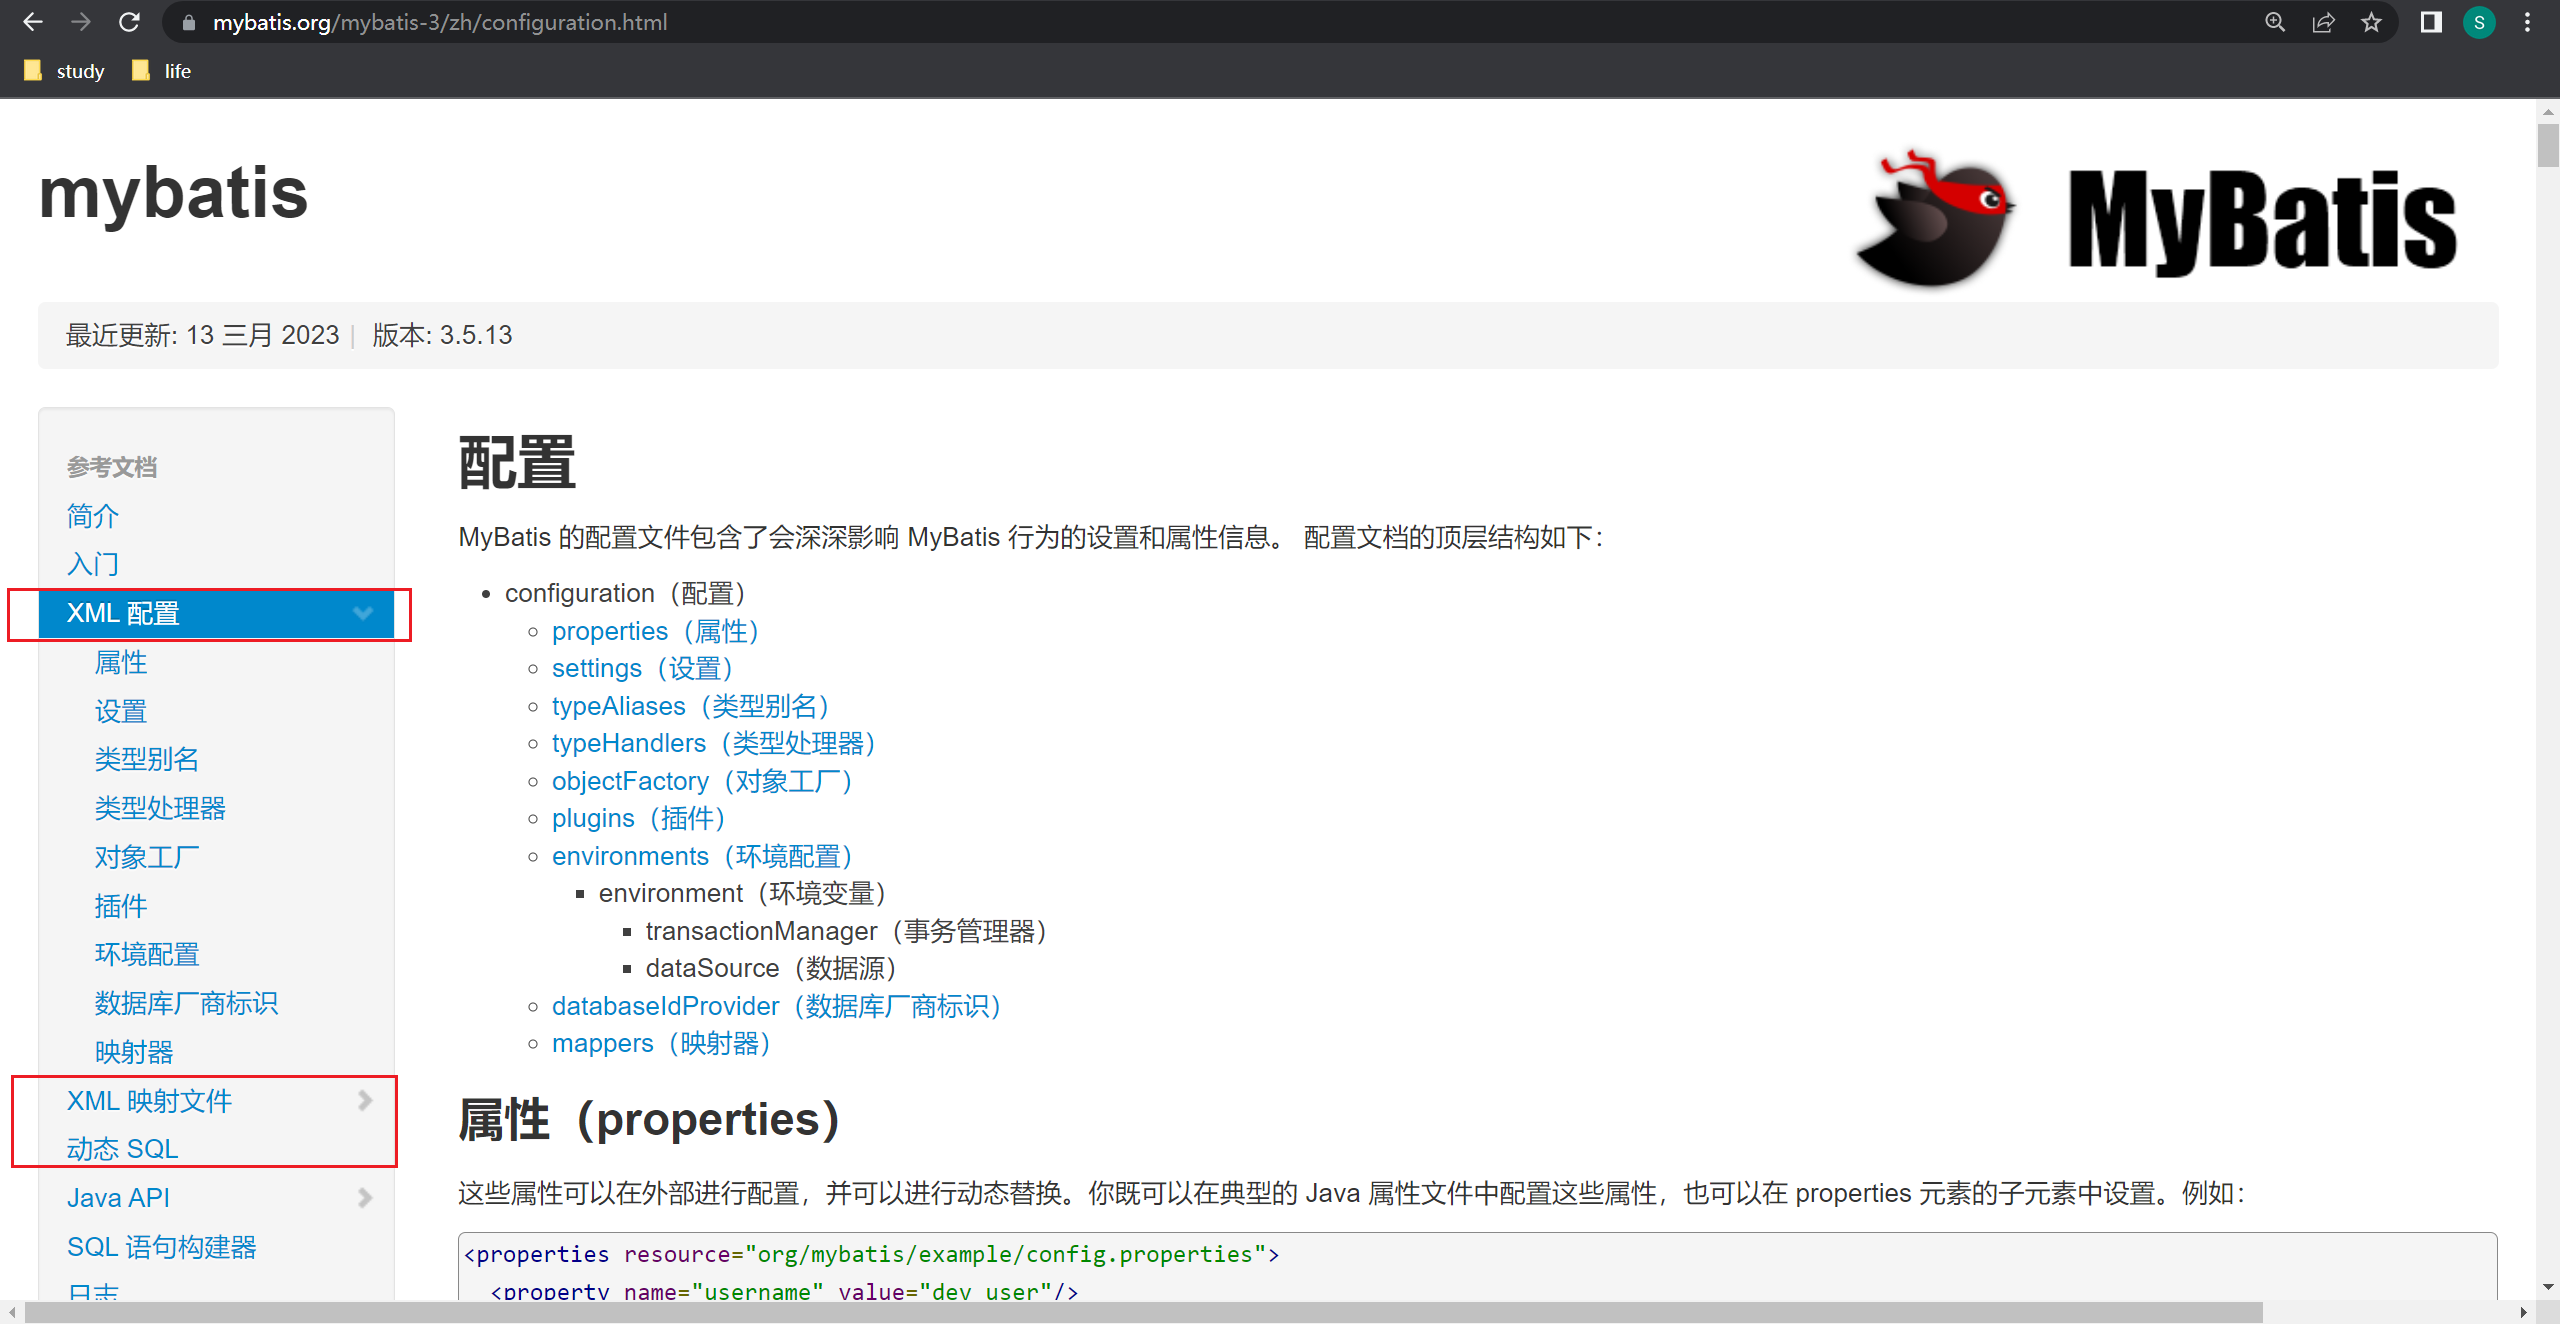 mybatis.org/mybatis-3/zh/configuration.html
S
study
life
mybatis
MyBatis
最近更新: 13 三月 2023 | 版本: 3.5.13
参考文档
简介
入门
XML 配置
属性
设置
类型别名
类型处理器
对象工厂
插件
环境配置
数据库厂商标识
映射器
XML 映射文件
动态 SQL
Java API
SQL 语句构建器
日志
配置
MyBatis 的配置文件包含了会深深影响 MyBatis 行为的设置和属性信息。 配置文档的顶层结构如下：
configuration（配置）
properties（属性）
settings（设置）
typeAliases（类型别名）
typeHandlers（类型处理器）
objectFactory（对象工厂）
plugins（插件）
environments（环境配置）
environment（环境变量）
transactionManager（事务管理器）
dataSource（数据源）
databaseIdProvider（数据库厂商标识）
mappers（映射器）
属性（properties）
这些属性可以在外部进行配置，并可以进行动态替换。你既可以在典型的 Java 属性文件中配置这些属性，也可以在 properties 元素的子元素中设置。例如：
<properties resource="org/mybatis/example/config.properties">
<property name="username" value="dev_user"/>